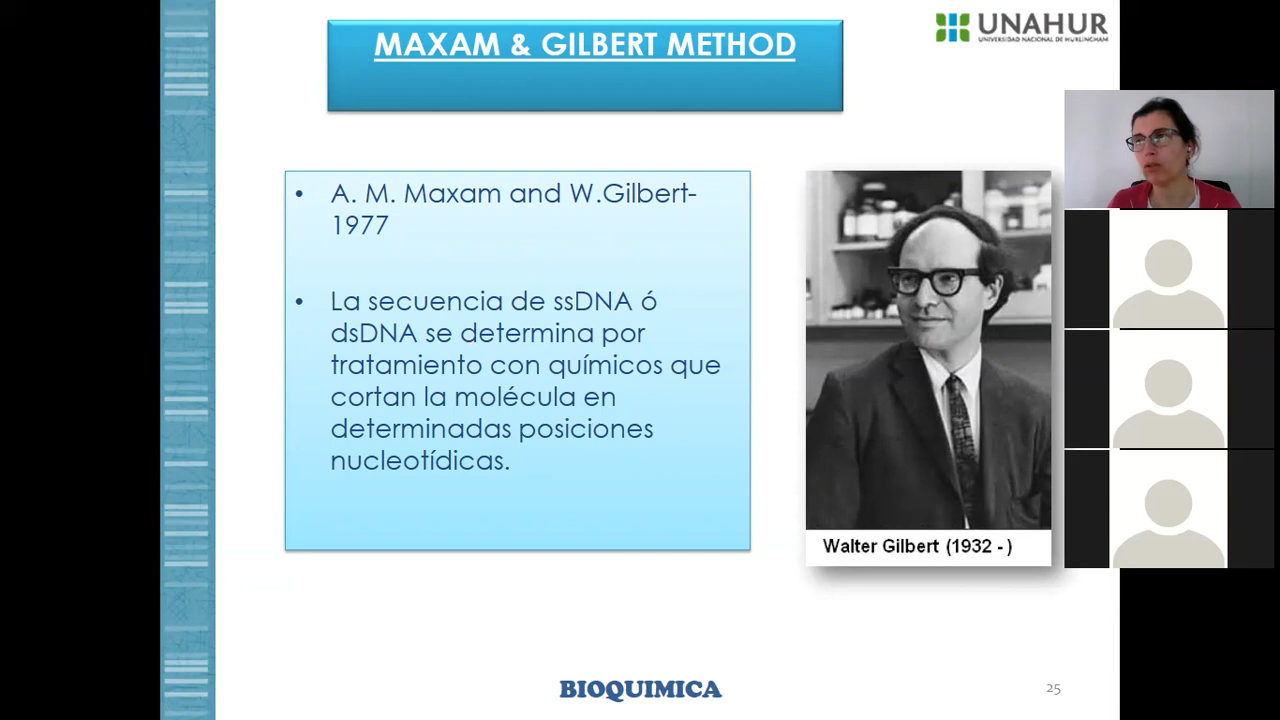 MAXAM & GILBERT METHOD
UNAHUR
UNIVERSIDAD NACIONAL DE HURLINGHAM
• A. M. Maxam and W.Gilbert-
1977
• La secuencia de ssDNA ó
dsDNA se determina por
tratamiento con químicos que
cortan la molécula en
determinadas posiciones
nucleotídicas.
Walter Gilbert (1932 - )
BIOQUIMICA
25